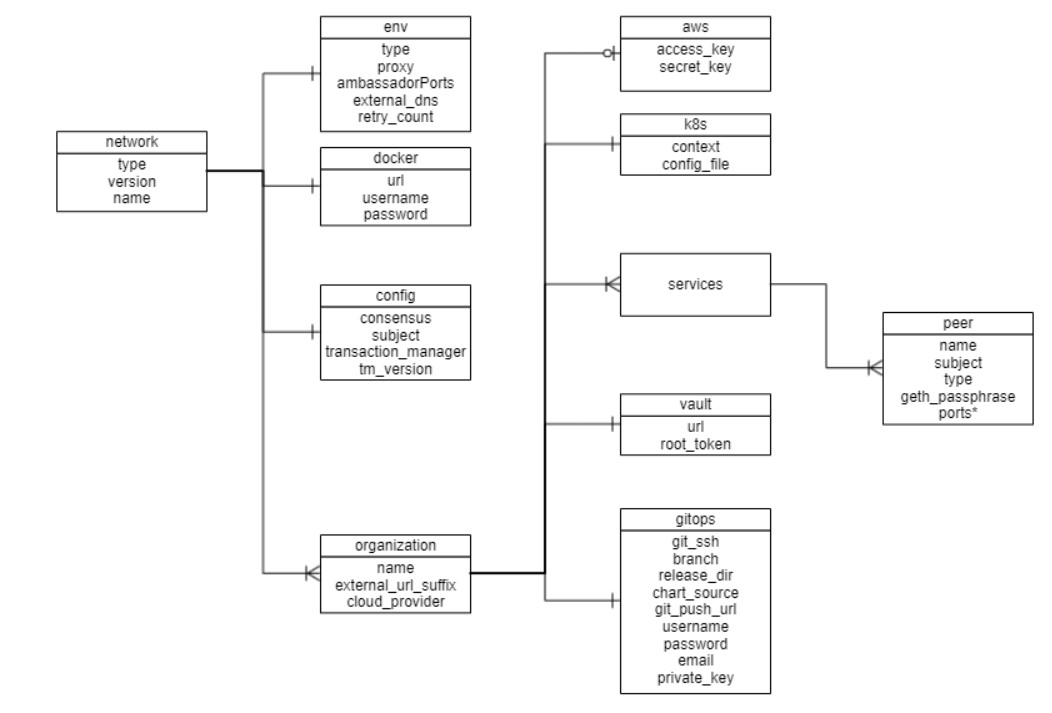 network
type
version
name
env
type
proxy
ambassadorPorts
external_dns
retry_count
docker
url
username
password
config
consensus
subject
transaction_manager
tm_version
organization
name
external_url_suffix
cloud_provider
aws
access_key
secret_key
k8s
context
config_file
services
vault
url
root_token
gitops
git_ssh
branch
release_dir
chart_source
git_push_url
username
password
email
private_key
peer
name
subject
type
geth_passphrase
ports*